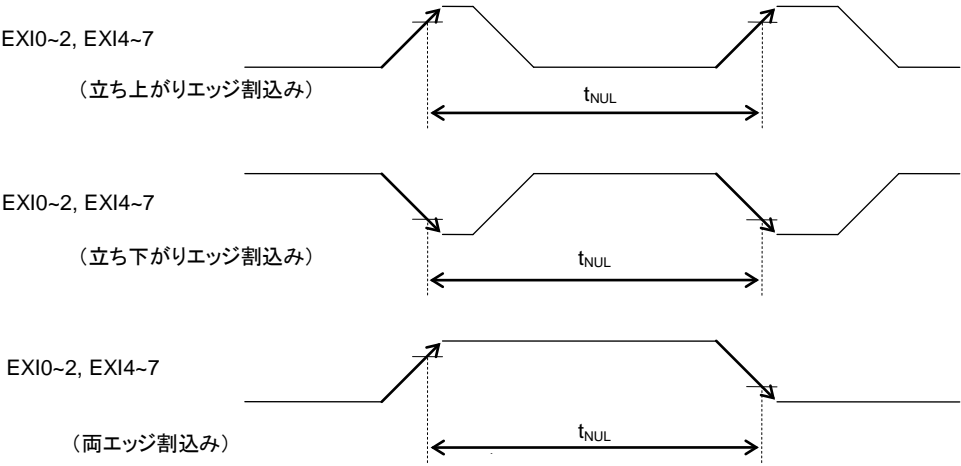 EXI0~2, EXI4~7
（立ち上がりエッジ割込み）
tNUL
EXI0~2, EXI4~7
（立ち下がりエッジ割込み）
tNUL
EXI0~2, EXI4~7
（両エッジ割込み）
tNUL